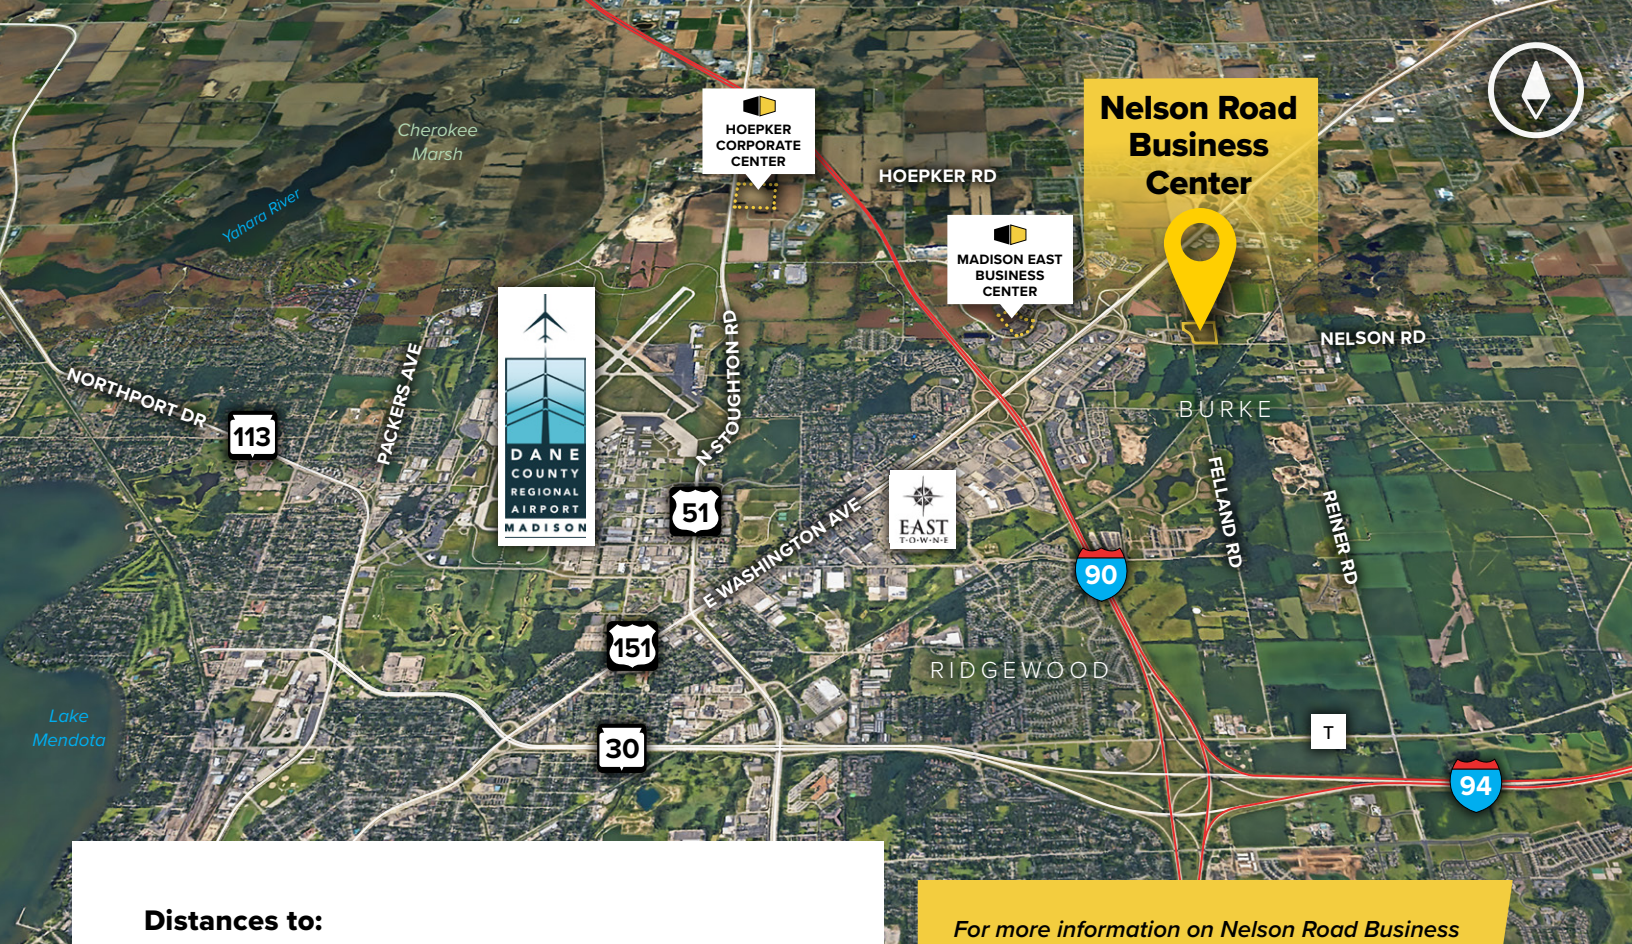 Cherokee
Marsh
Yahara River
HOEPKER
CORPORATE
CENTER
HOEPKER RD
Nelson Road
Business
Center
MADISON EAST
BUSINESS
CENTER
NELSON RD
NORTHPORT DR
113
PACKERS AVE
DANE
COUNTY
REGIONAL
AIRPORT
MADISON
N STOUGHTON RD
51
E WASHINGTON AVE
EAST
T·O·W·N·E
BURKE
FELLAND RD
REINER RD
90
151
RIDGEWOOD
Lake
Mendota
30
T
94
Distances to:
For more information on Nelson Road Business